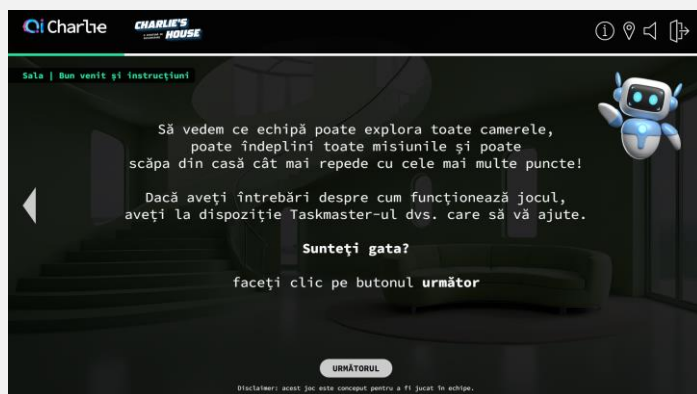 Qi Charlie
CHARLIE'S
HOUSE
Sala | Bun venit și instrucțiuni
Să vedem ce echipă poate explora toate camerele,
poate îndeplini toate misiunile și poate
scăpa din casă cât mai repede cu cele mai multe puncte!
Dacă aveți întrebări despre cum funcționează jocul,
aveți la dispoziție Taskmaster-ul dvs. care să vă ajute.
Sunteți gata?
faceți clic pe butonul următor
URMĂTORUL
Disclaimer: acest joc este conceput pentru a fi jucat în echipe.